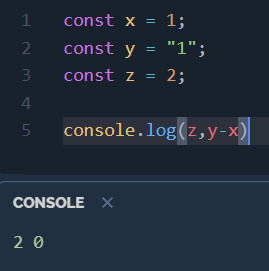 1 const x = 1;
2 const y = "1";
3 const z = 2;
4
5 console.log(z,y-x)
CONSOLE ×
2 0